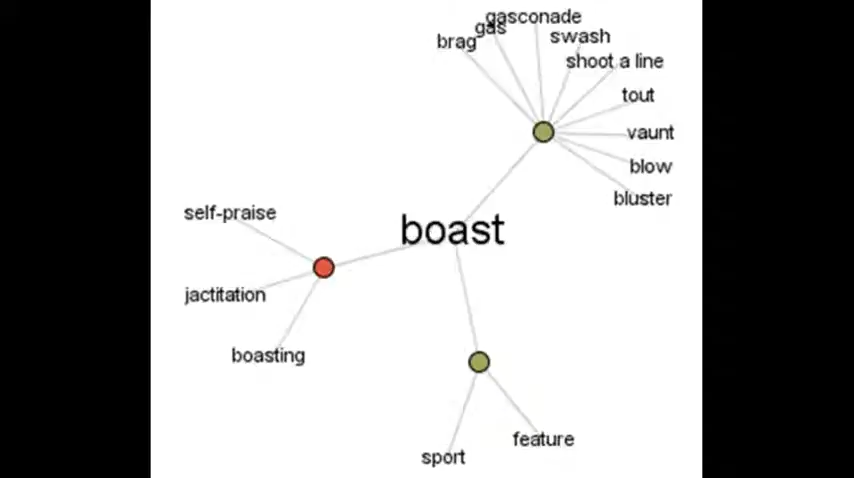 gasconade
gas
swash
brag
shoot a line
tout
vaunt
blow
bluster
self-praise
boast
jactitation
boasting
feature
sport